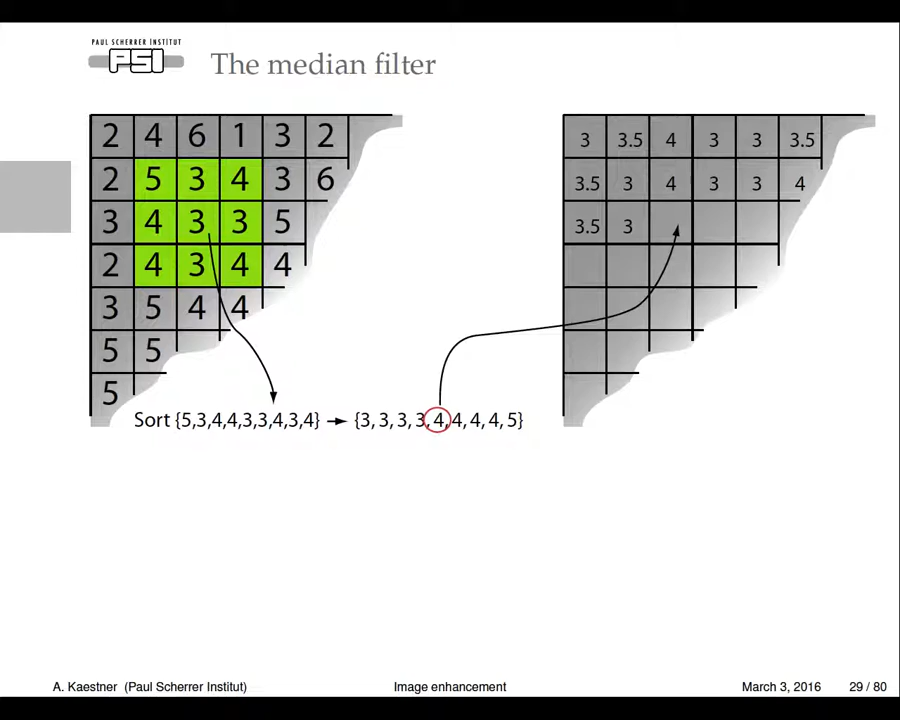 PAUL SCHERRER INSTITUT
PSI
The median filter
2 4 6 1 3 2
2 5 3 4 3 6
3 4 3 3 5
2 4 3 4 4
3 5 4 4
5 5
5
3 3.5 4 3 3 3.5
3.5 3 4 3 3 4
3.5 3
Sort {5,3,4,4,3,3,4,3,4} → {3, 3, 3, 3, 4, 4, 4, 4, 5}
A. Kaestner (Paul Scherrer Institut) Image enhancement March 3, 2016 29 / 80